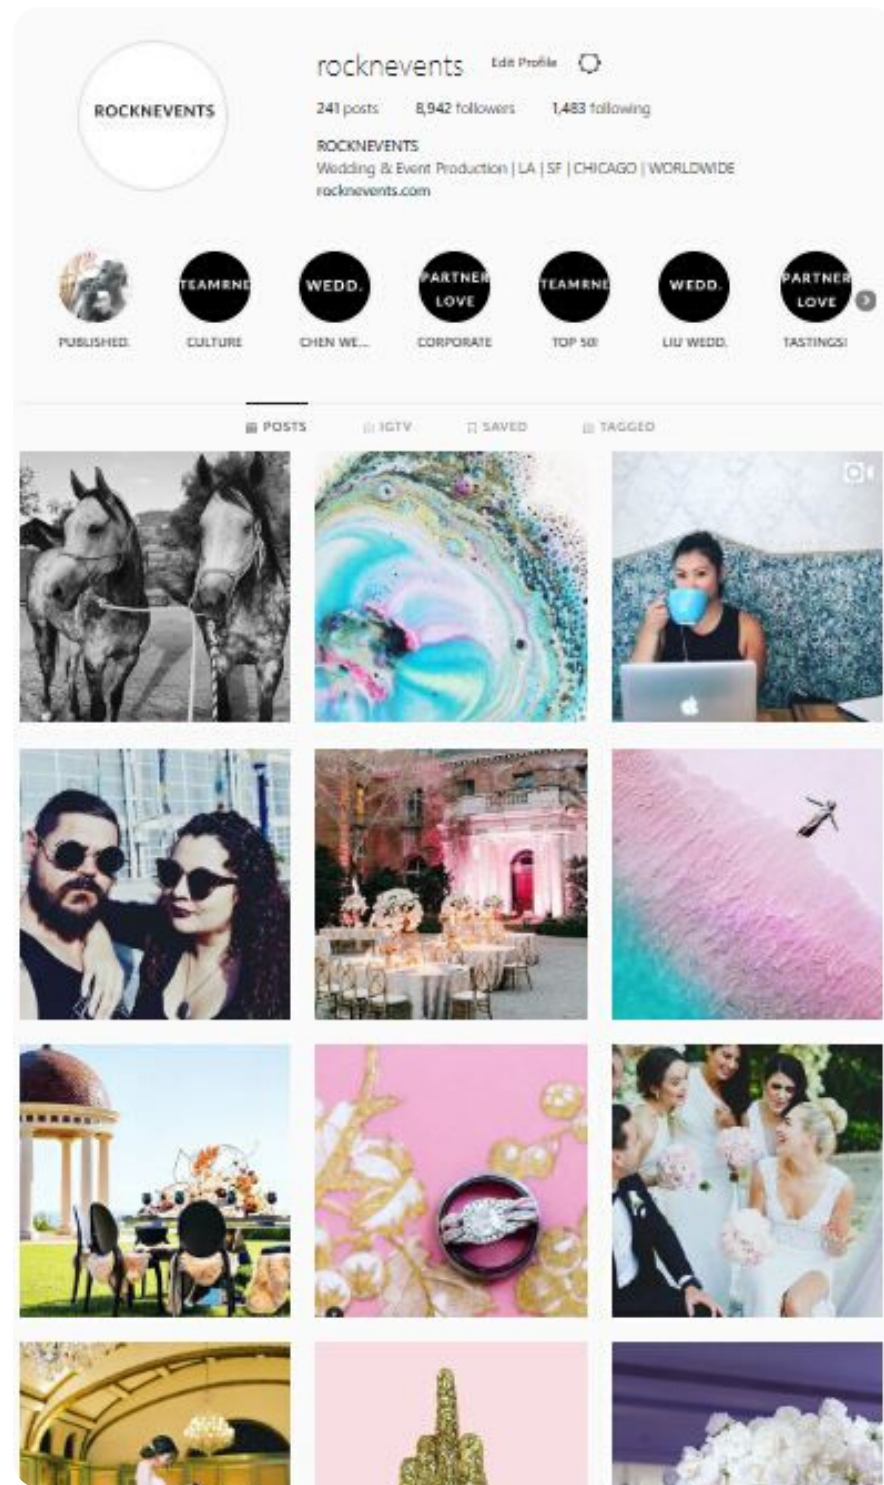 ROCKNEVENTS
rocknevents Edit Profile
241 posts 8,942 followers 1,483 following
ROCKNEVENTS
Wedding & Event Production | LA | SF | CHICAGO | WORLDWIDE
rocknevents.com
TEAMRNE
WEDD.
PARTNER
LOVE
TEAMRNE
WEDD.
PARTNER
LOVE
PUBLISHED. CULTURE CHEN WE... CORPORATE TOP 50! LIU WEDD. TASTINGS!
POSTS IGTV SAVED TAGGED